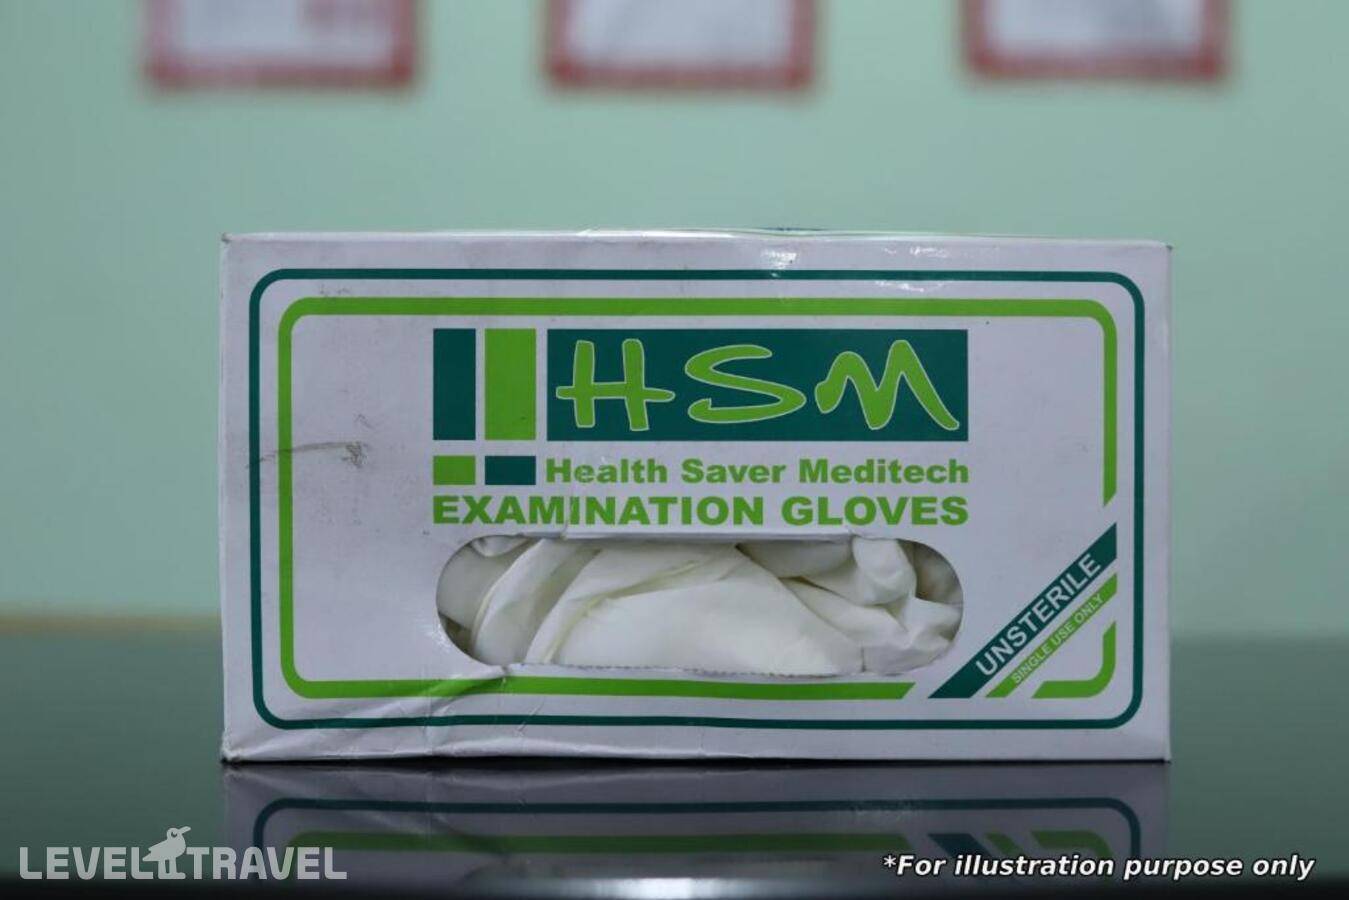 HSM
Health Saver Meditech
EXAMINATION GLOVES
UNSTERILE
SINGLE USE ONLY
LEVEL TRAVEL
*For illustration purpose only